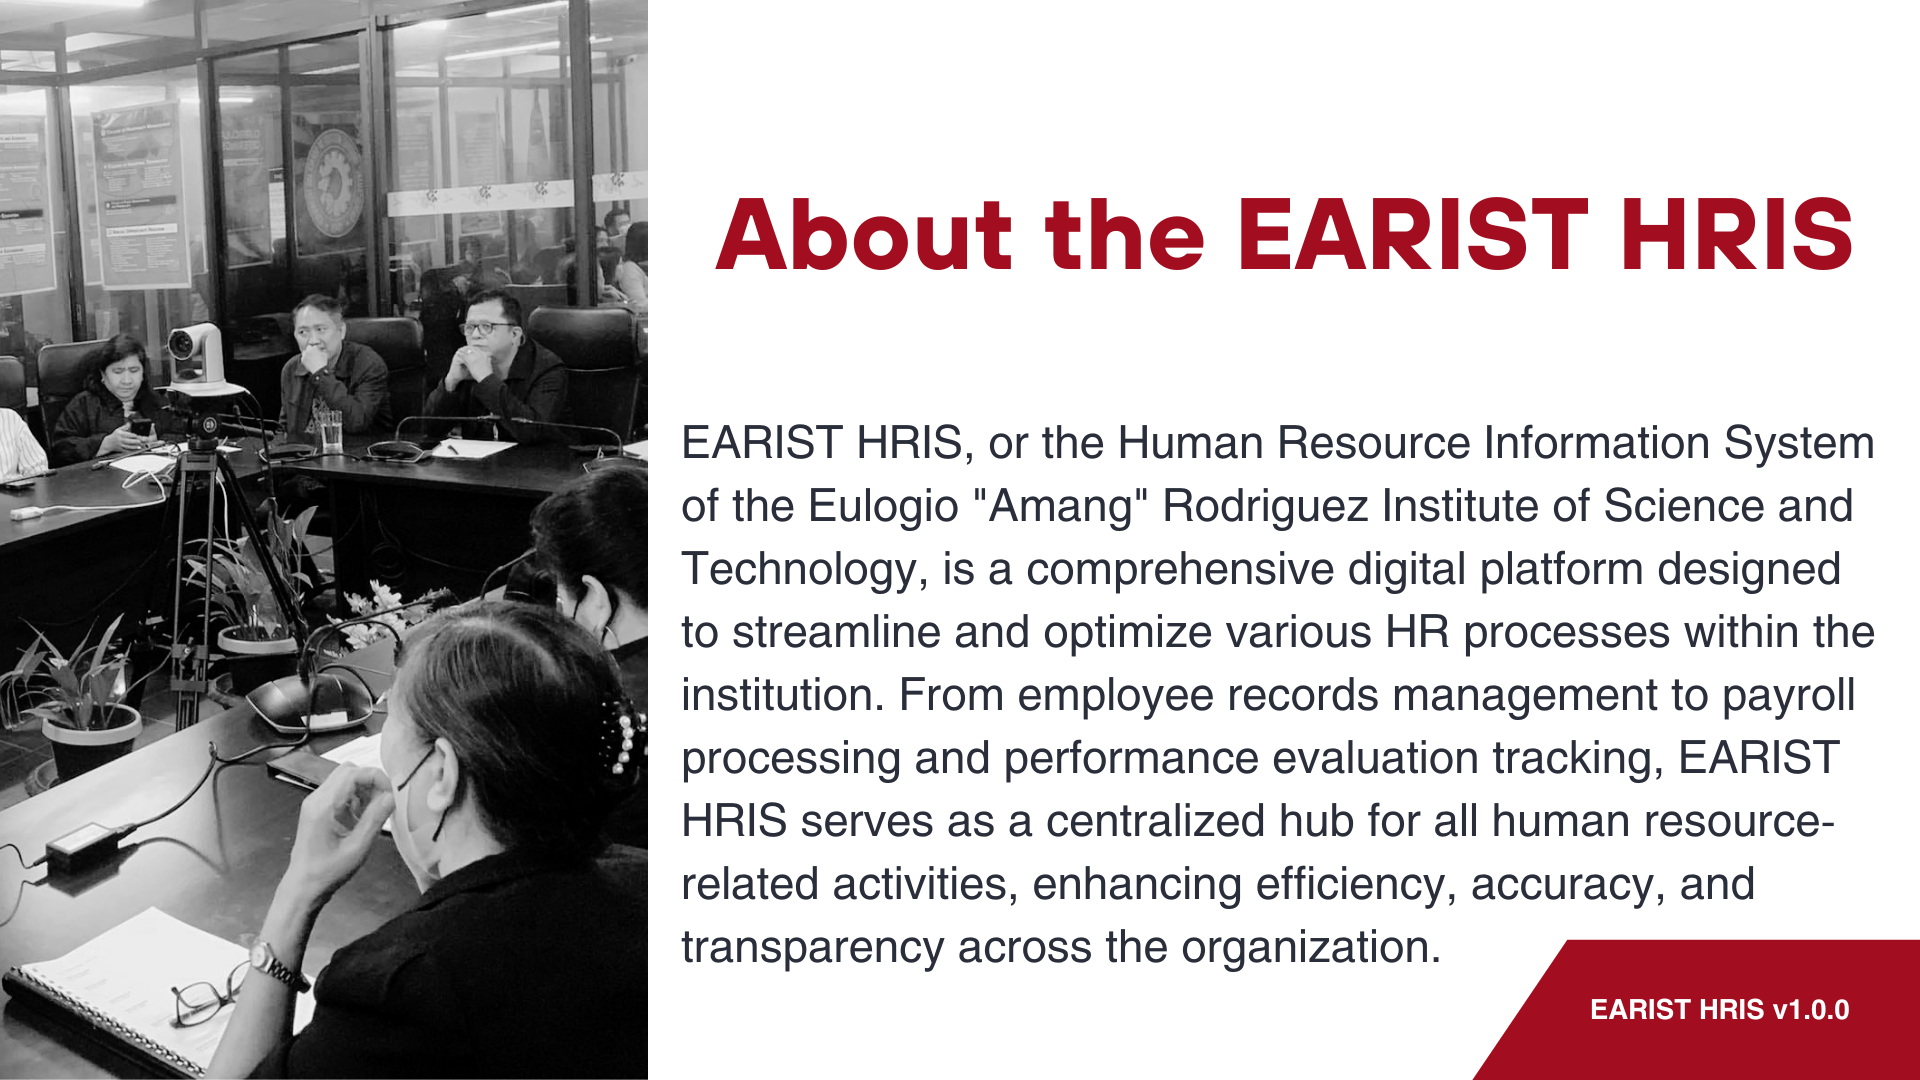 About the EARIST HRIS
EARIST HRIS, or the Human Resource Information System
of the Eulogio "Amang" Rodriguez Institute of Science and
Technology, is a comprehensive digital platform designed
to streamline and optimize various HR processes within the
institution. From employee records management to payroll
processing and performance evaluation tracking, EARIST
HRIS serves as a centralized hub for all human resource-
related activities, enhancing efficiency, accuracy, and
transparency across the organization.
EARIST HRIS v1.0.0